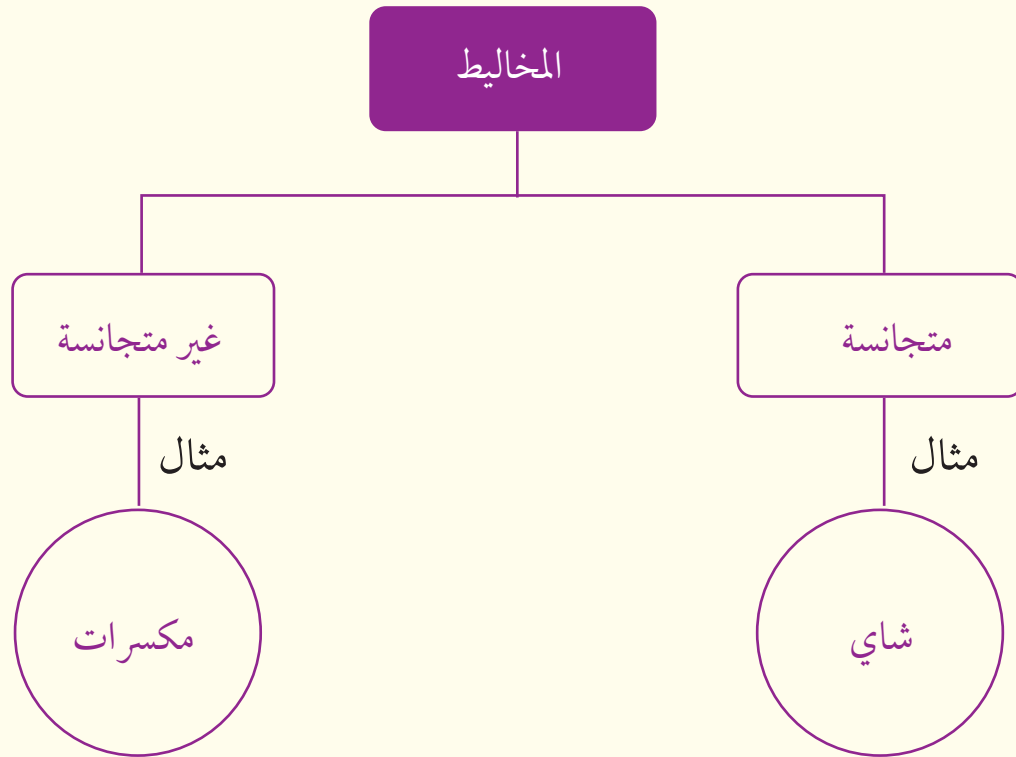 المخاليط
متجانسة
غير متجانسة
مثال
مثال
شاي
مكسرات